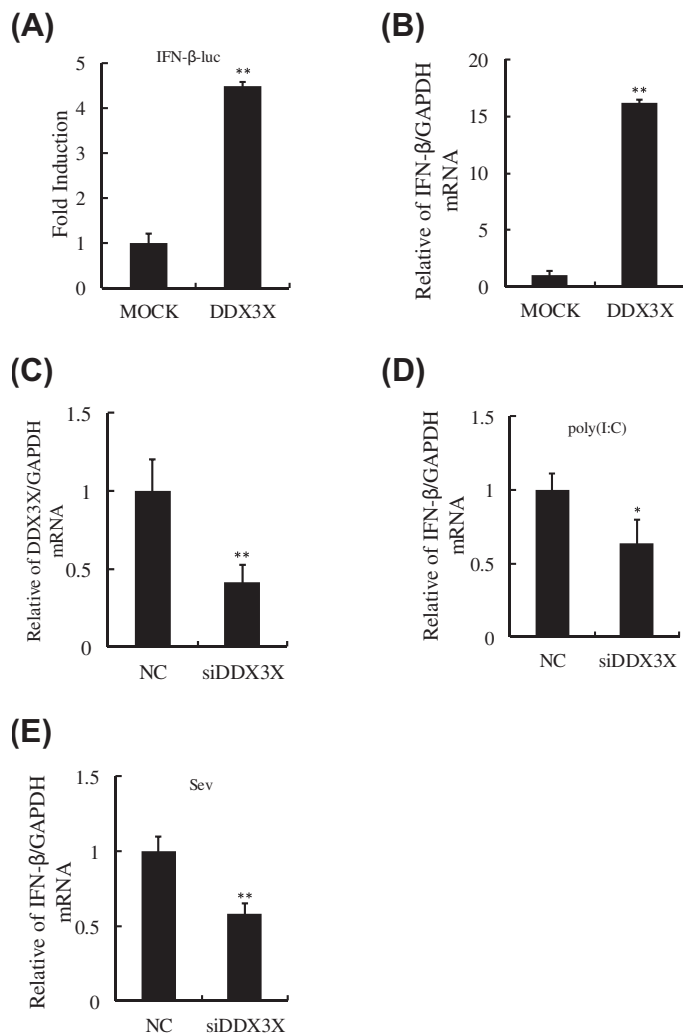 (A)
IFN-β-luc
Fold Induction
5
4
3
2
1
0
**
MOCK DDX3X
(B)
Relative of IFN-β/GAPDH
mRNA
20
15
10
5
0
**
MOCK DDX3X
(C)
Relative of DDX3X/GAPDH
mRNA
1.5
1
0.5
0
**
NC siDDX3X
(D)
poly(I:C)
Relative of IFN-β/GAPDH
mRNA
1.5
1
0.5
0
*
NC siDDX3X
(E)
Sev
Relative of IFN-β/GAPDH
mRNA
1.5
1
0.5
0
**
NC siDDX3X